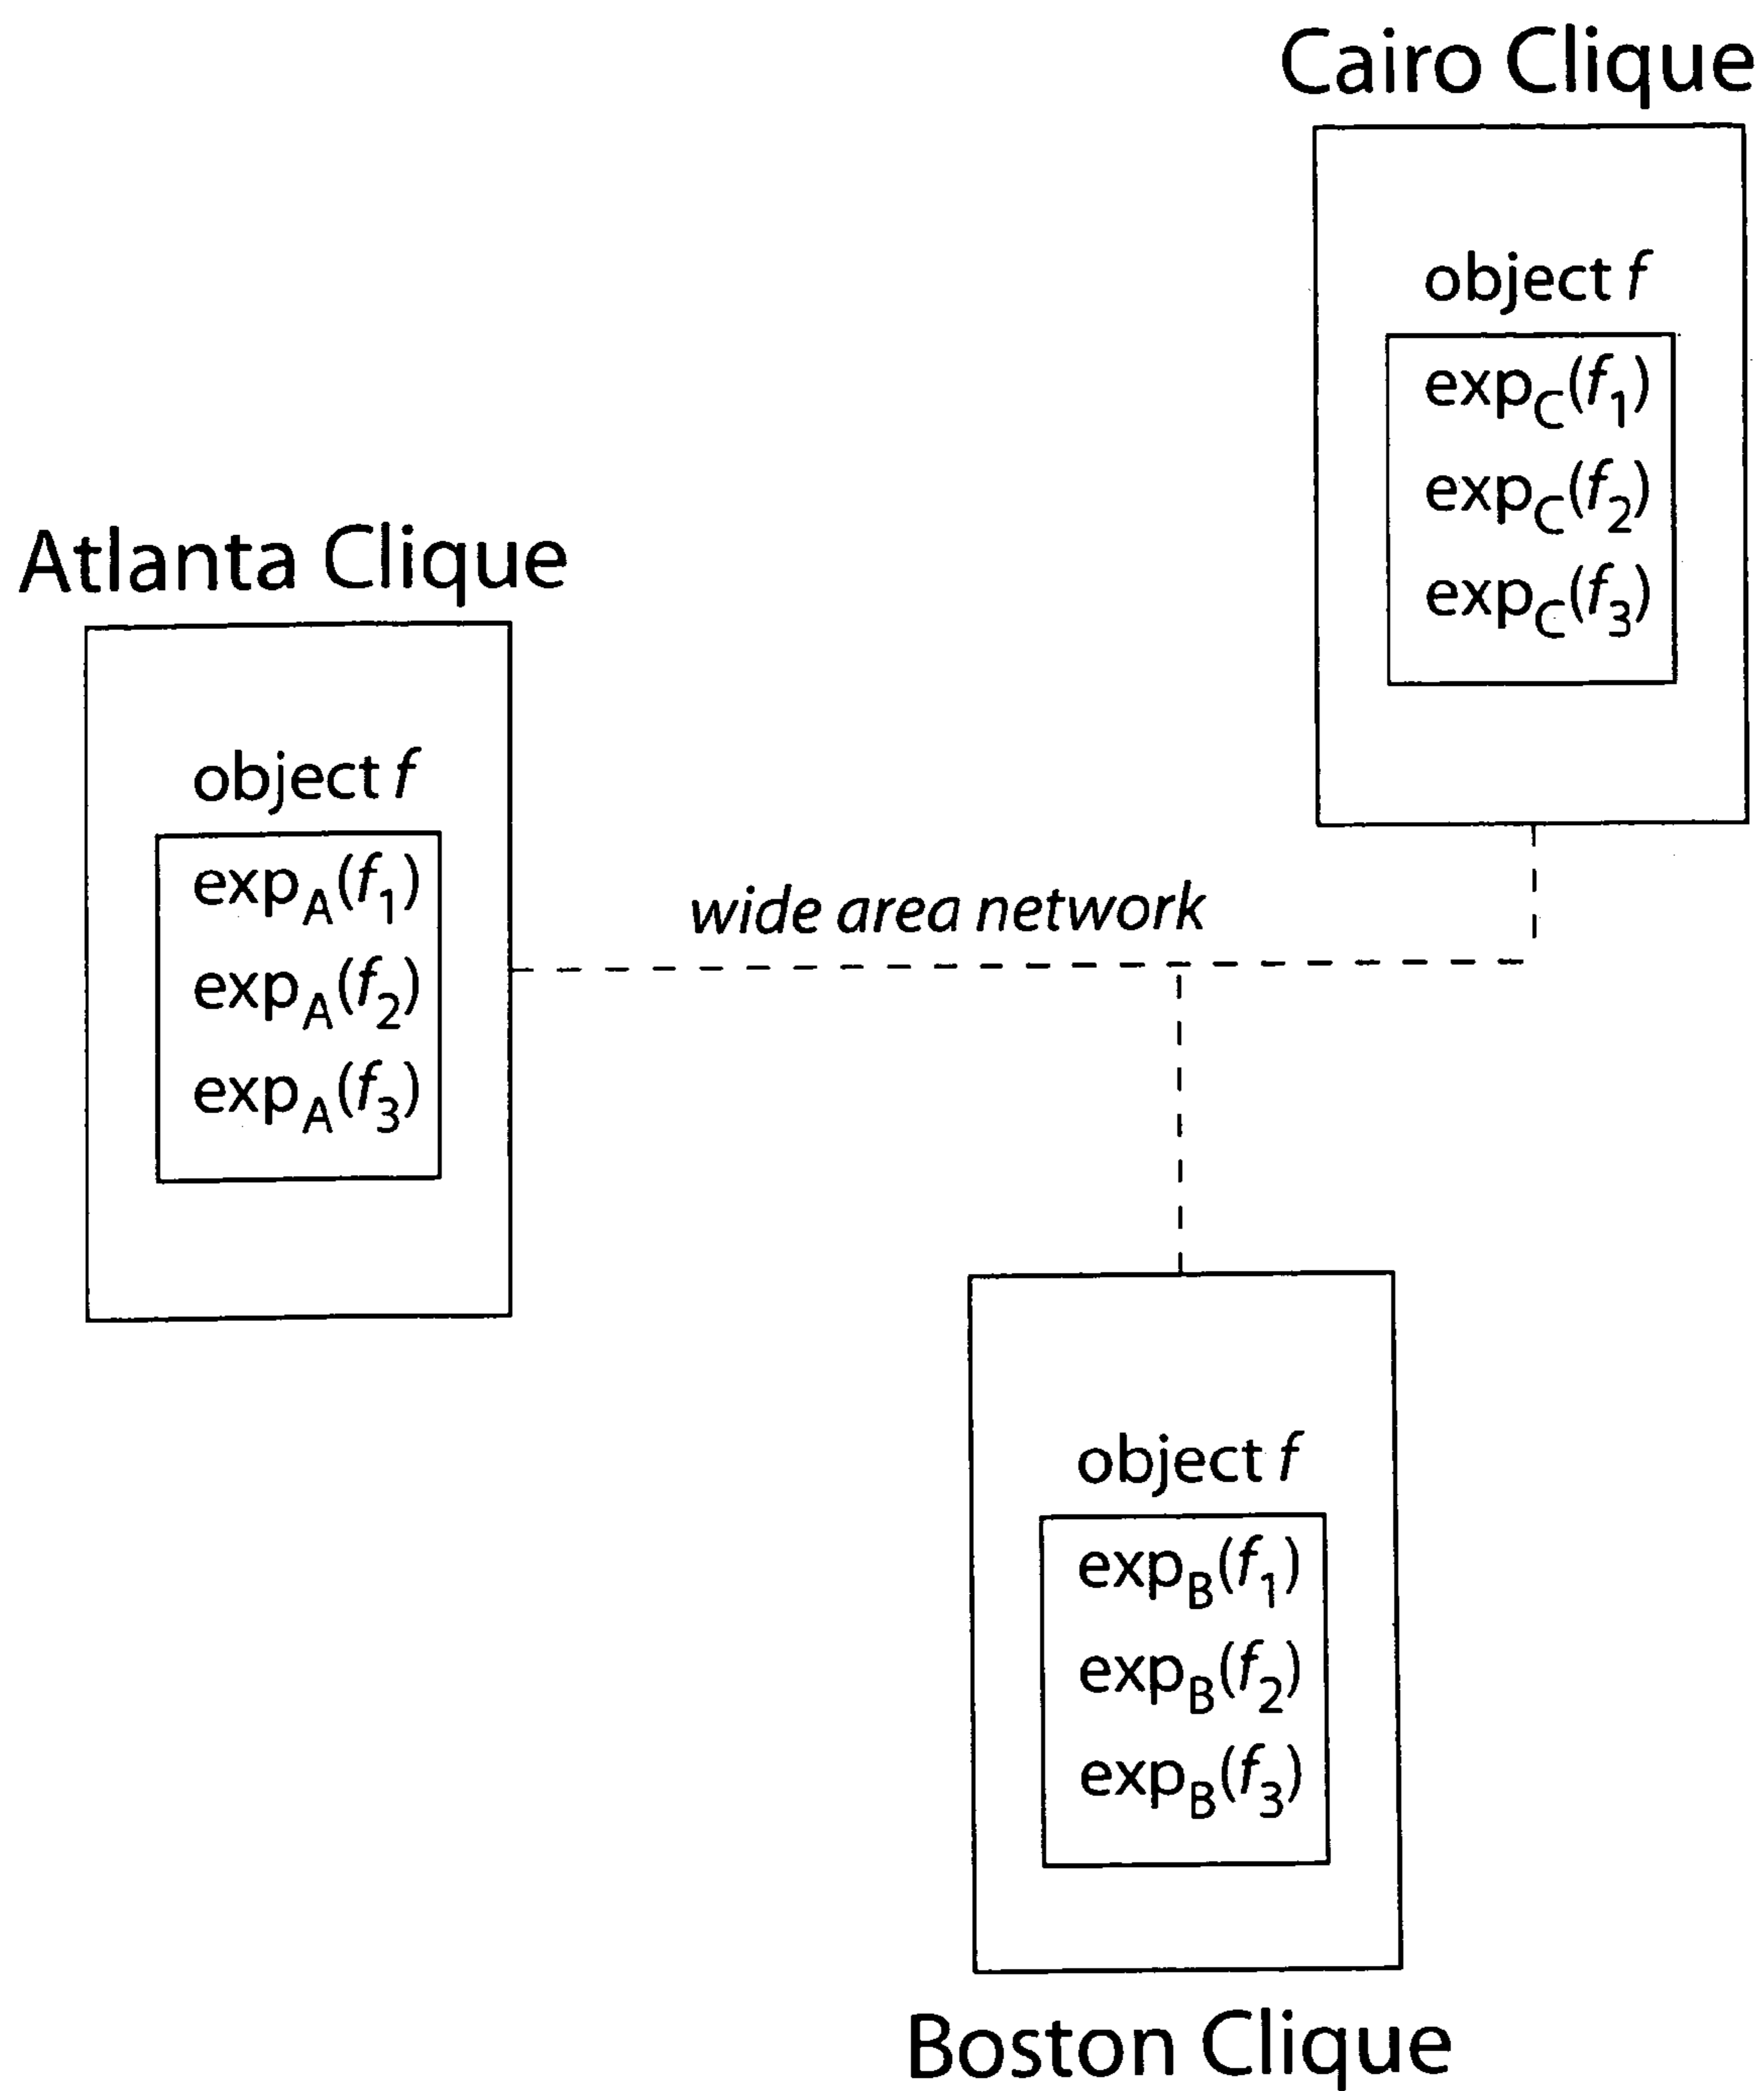 Cairo Clique
object f
exp_C(f_1)
exp_C(f_2)
exp_C(f_3)
Atlanta Clique
object f
exp_A(f_1)
exp_A(f_2)
exp_A(f_3)
wide area network
object f
exp_B(f_1)
exp_B(f_2)
exp_B(f_3)
Boston Clique